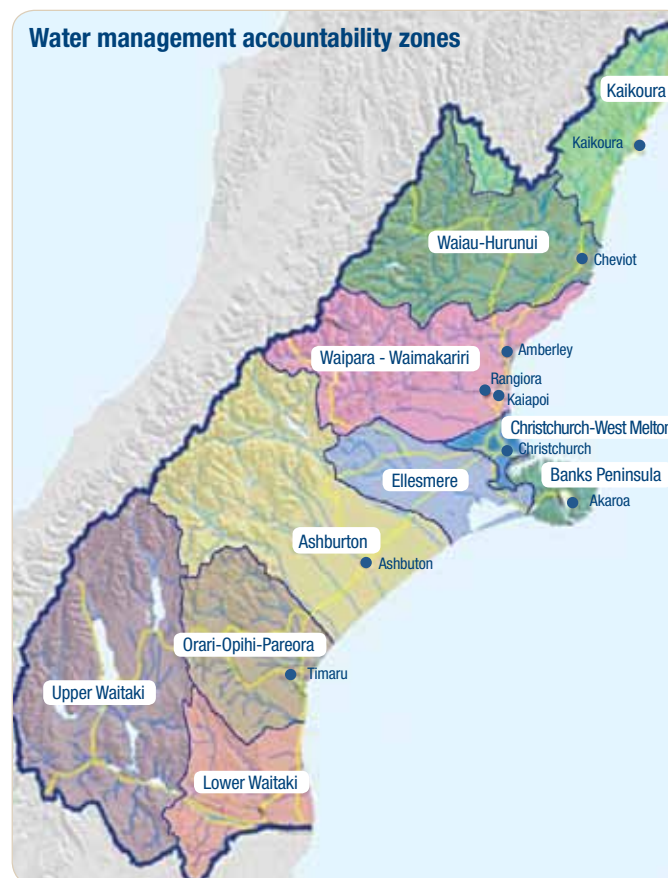 Water management accountability zones
Kaikoura
Kaikoura
Waiau-Hurunui
Cheviot
Waipara - Waimakariri
Amberley
Rangiora
Kaiapoi
Christchurch-West Melton
Christchurch
Ellesmere
Banks Peninsula
Akaroa
Ashburton
Ashbuton
Orari-Opihi-Pareora
Timaru
Upper Waitaki
Lower Waitaki